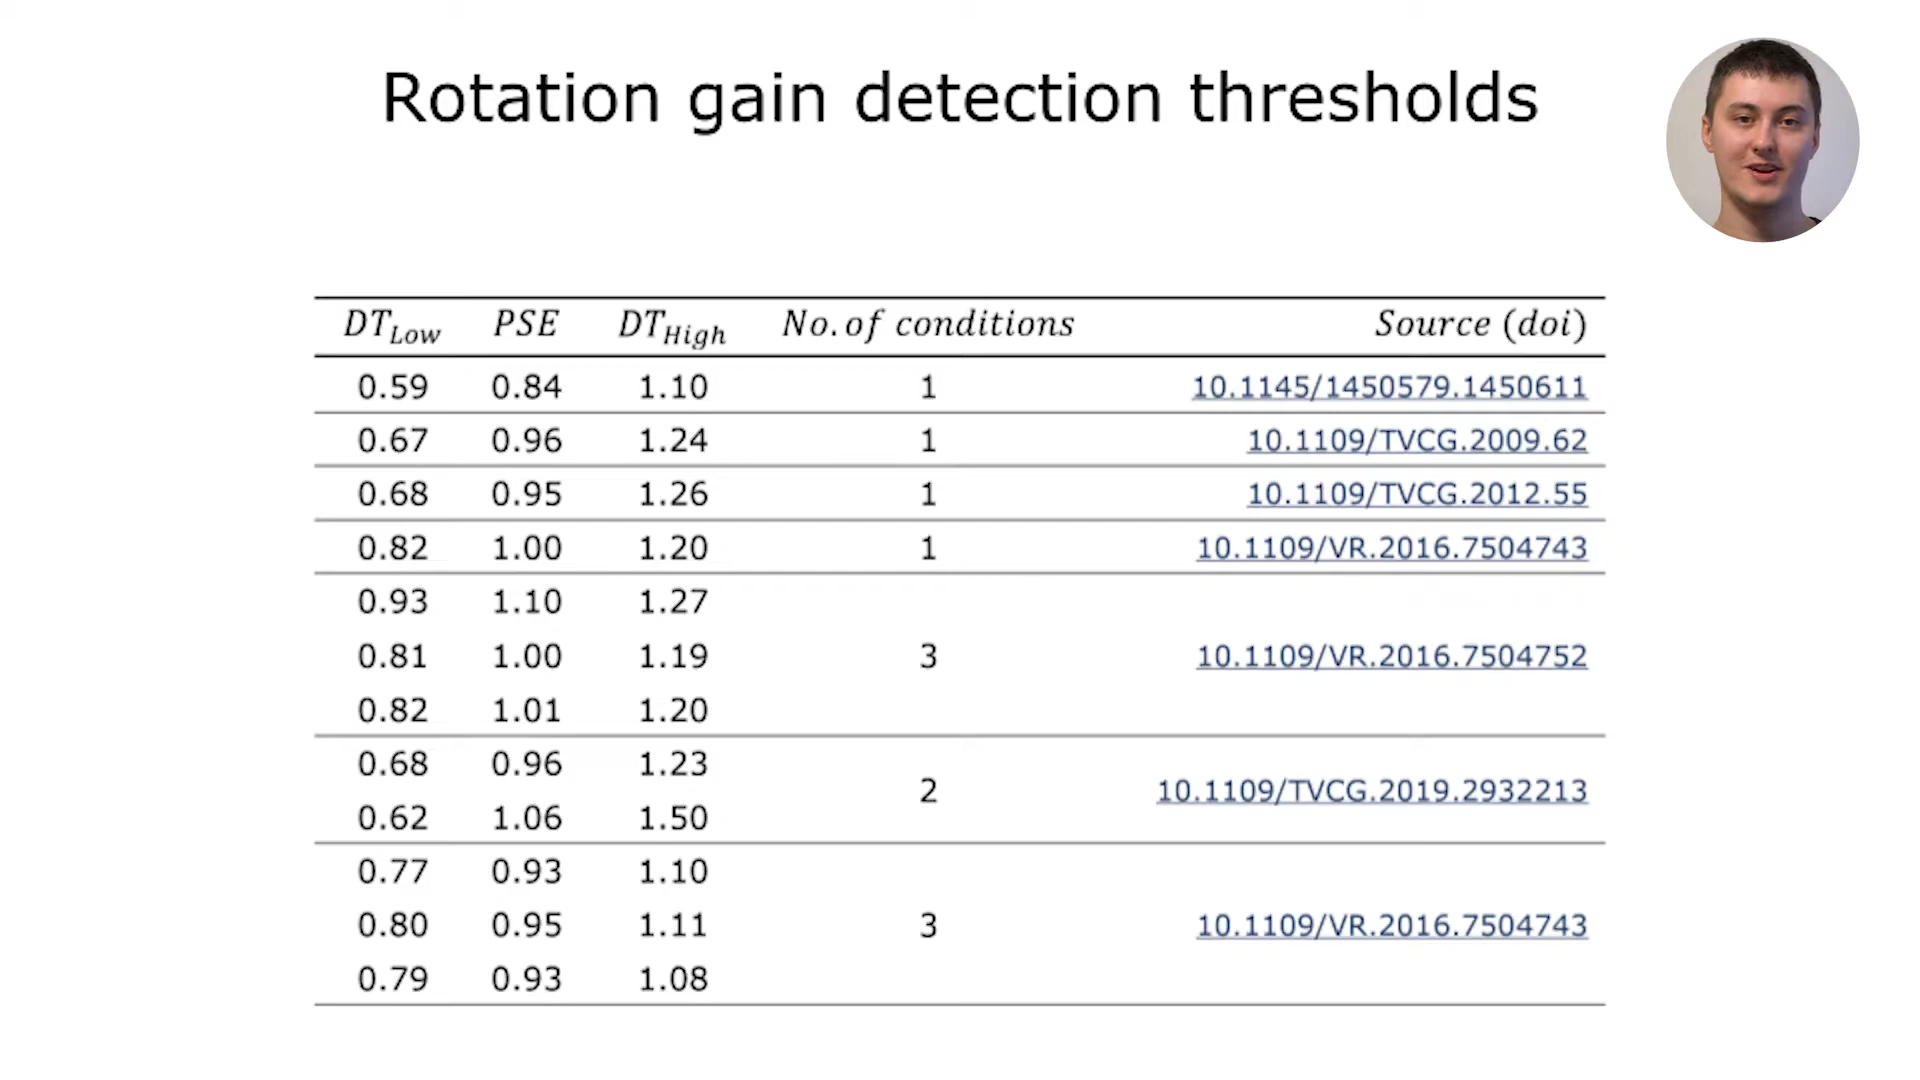 Rotation gain detection thresholds
DT_Low PSE DT_High No. of conditions Source (doi)
0.59 0.84 1.10 1 10.1145/1450579.1450611
0.67 0.96 1.24 1 10.1109/TVCG.2009.62
0.68 0.95 1.26 1 10.1109/TVCG.2012.55
0.82 1.00 1.20 1 10.1109/VR.2016.7504743
0.93 1.10 1.27
0.81 1.00 1.19 3 10.1109/VR.2016.7504752
0.82 1.01 1.20
0.68 0.96 1.23
2 10.1109/TVCG.2019.2932213
0.62 1.06 1.50
0.77 0.93 1.10
0.80 0.95 1.11 3 10.1109/VR.2016.7504743
0.79 0.93 1.08